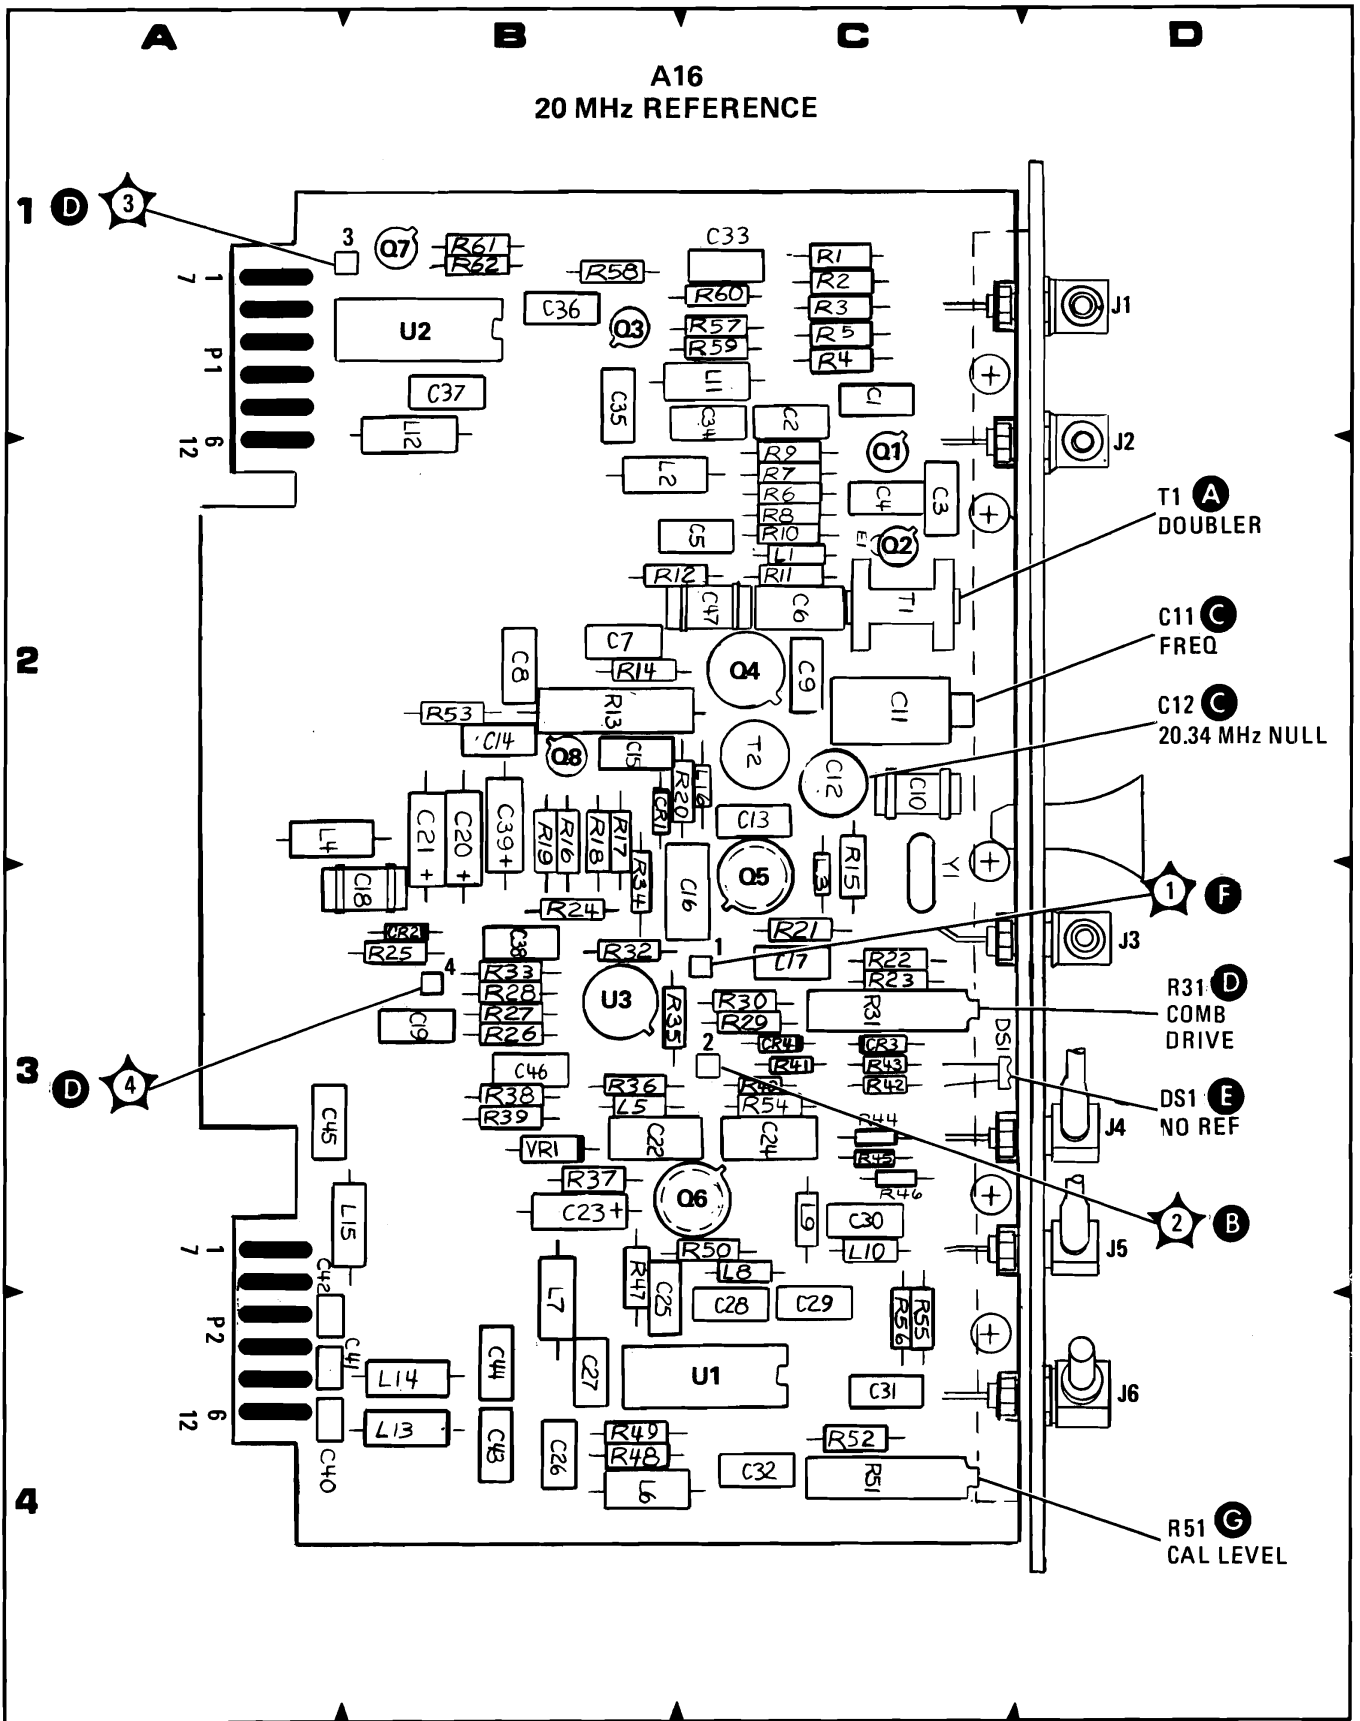 A B C D
A16
20 MHz REFERENCE
1 D 3
3 Q7 R61 C33 R1
R62 R58 R2
1 7 R60 R3 J1
U2 C36 Q3 R57 R5
P1 R59 R4
C37 C35 L11 C1
6 12 L12 C34 C2 J2
R9 Q1
L2 R7 C4 C3
R6
R8
C5 R10 E1 Q2
L1
R12 R11
C47 C6 T1
T1 A
DOUBLER
2
C7 C8 R14 Q4 C9 C11
C11 C
FREQ
R53 R13
C14 Q8 C15 T2 C12
C12 C
20.34 MHz NULL
R20 L16 C10
C21 + C20 + C39 + CR1 C13
L4 R19 R16 R18 R17 R34
C18 C16 Q5 L3 R15 Y1
R24 1 F
CR2 C38 R32 1 R21 J3
R25 C17 R22
4 R33 R23
R28 U3 R35 R30 R31
R31 D
COMB
DRIVE
C19 R27 R29 DS1
R26 2 CR4 CR3
3 D 4
C46 R41 R43
R38 R36 R40 R42
DS1 E
NO REF
R39 L5 R54
C45 C22 C24 R44 J4
VR1 R45
R37 Q6 R46
L15 C23+ L9 C30 2 B
1 7 R50 L10 J5
C42 R47 L8
L7 C25 C28 C29 R56 R55
P2
C41 L14 C44 C27 U1 C31 J6
6 12
L13 C43 C26 R49 R52
C40 R48 C32 R51
4 L6
R51 G
CAL LEVEL